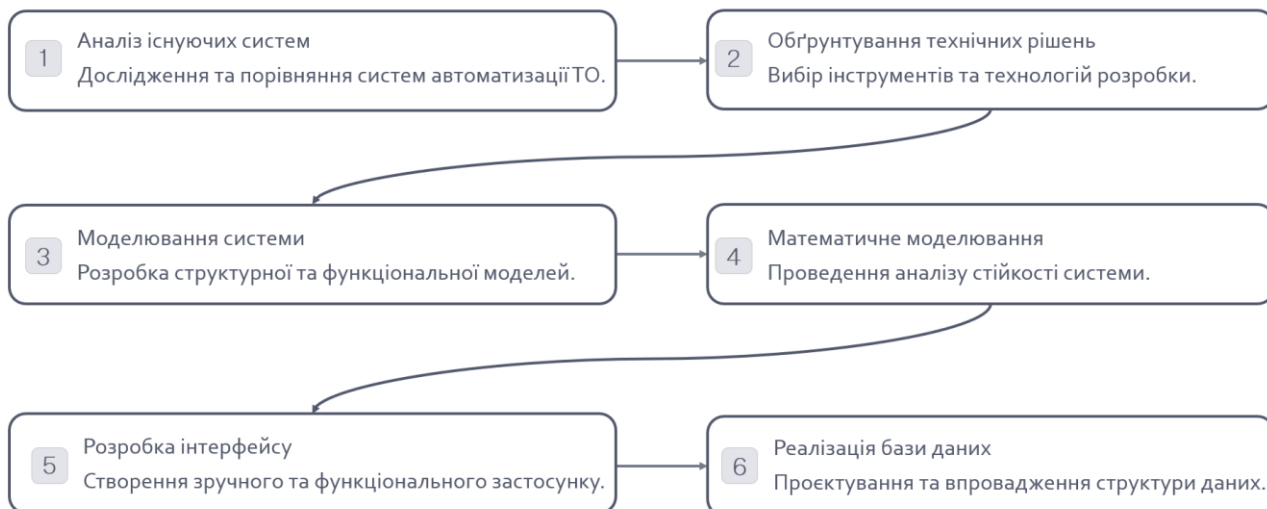 1
Аналіз існуючих систем
Дослідження та порівняння систем автоматизації ТО.
2
Обґрунтування технічних рішень
Вибір інструментів та технологій розробки.
3
Моделювання системи
Розробка структурної та функціональної моделей.
4
Математичне моделювання
Проведення аналізу стійкості системи.
5
Розробка інтерфейсу
Створення зручного та функціонального застосунку.
6
Реалізація бази даних
Проєктування та впровадження структури даних.